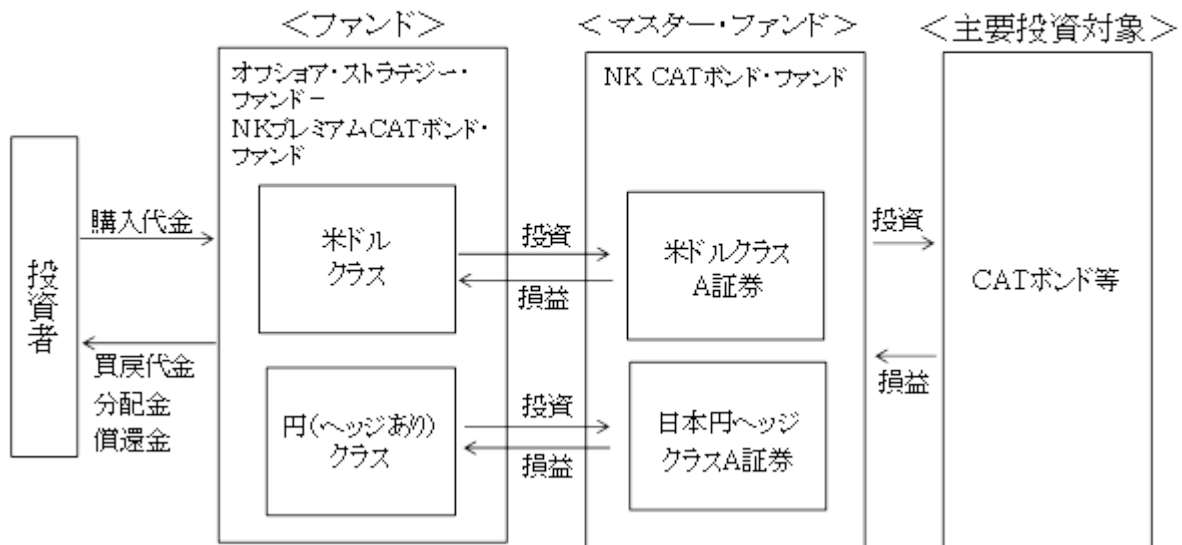 ＜ファンド＞
＜マスター・ファンド＞
＜主要投資対象＞
オフショア・ストラテジー・
ファンド－
NKプレミアムCATボンド・
ファンド
NK CATボンド・ファンド
投資者
購入代金
買戻代金
分配金
償還金
米ドル
クラス
投資
損益
米ドルクラス
A証券
円(ヘッジあり)
クラス
投資
損益
日本円ヘッジ
クラスA証券
投資
損益
CATボンド等